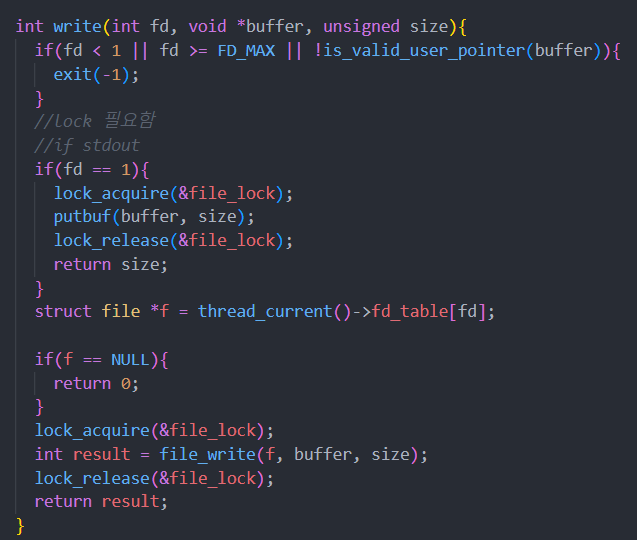 int write(int fd, void *buffer, unsigned size){
  if(fd < 1 || fd >= FD_MAX || !is_valid_user_pointer(buffer)){
    exit(-1);
  }
  //lock 필요함
  //if stdout
  if(fd == 1){
    lock_acquire(&file_lock);
    putbuf(buffer, size);
    lock_release(&file_lock);
    return size;
  }
  struct file *f = thread_current()->fd_table[fd];

  if(f == NULL){
    return 0;
  }
  lock_acquire(&file_lock);
  int result = file_write(f, buffer, size);
  lock_release(&file_lock);
  return result;
}